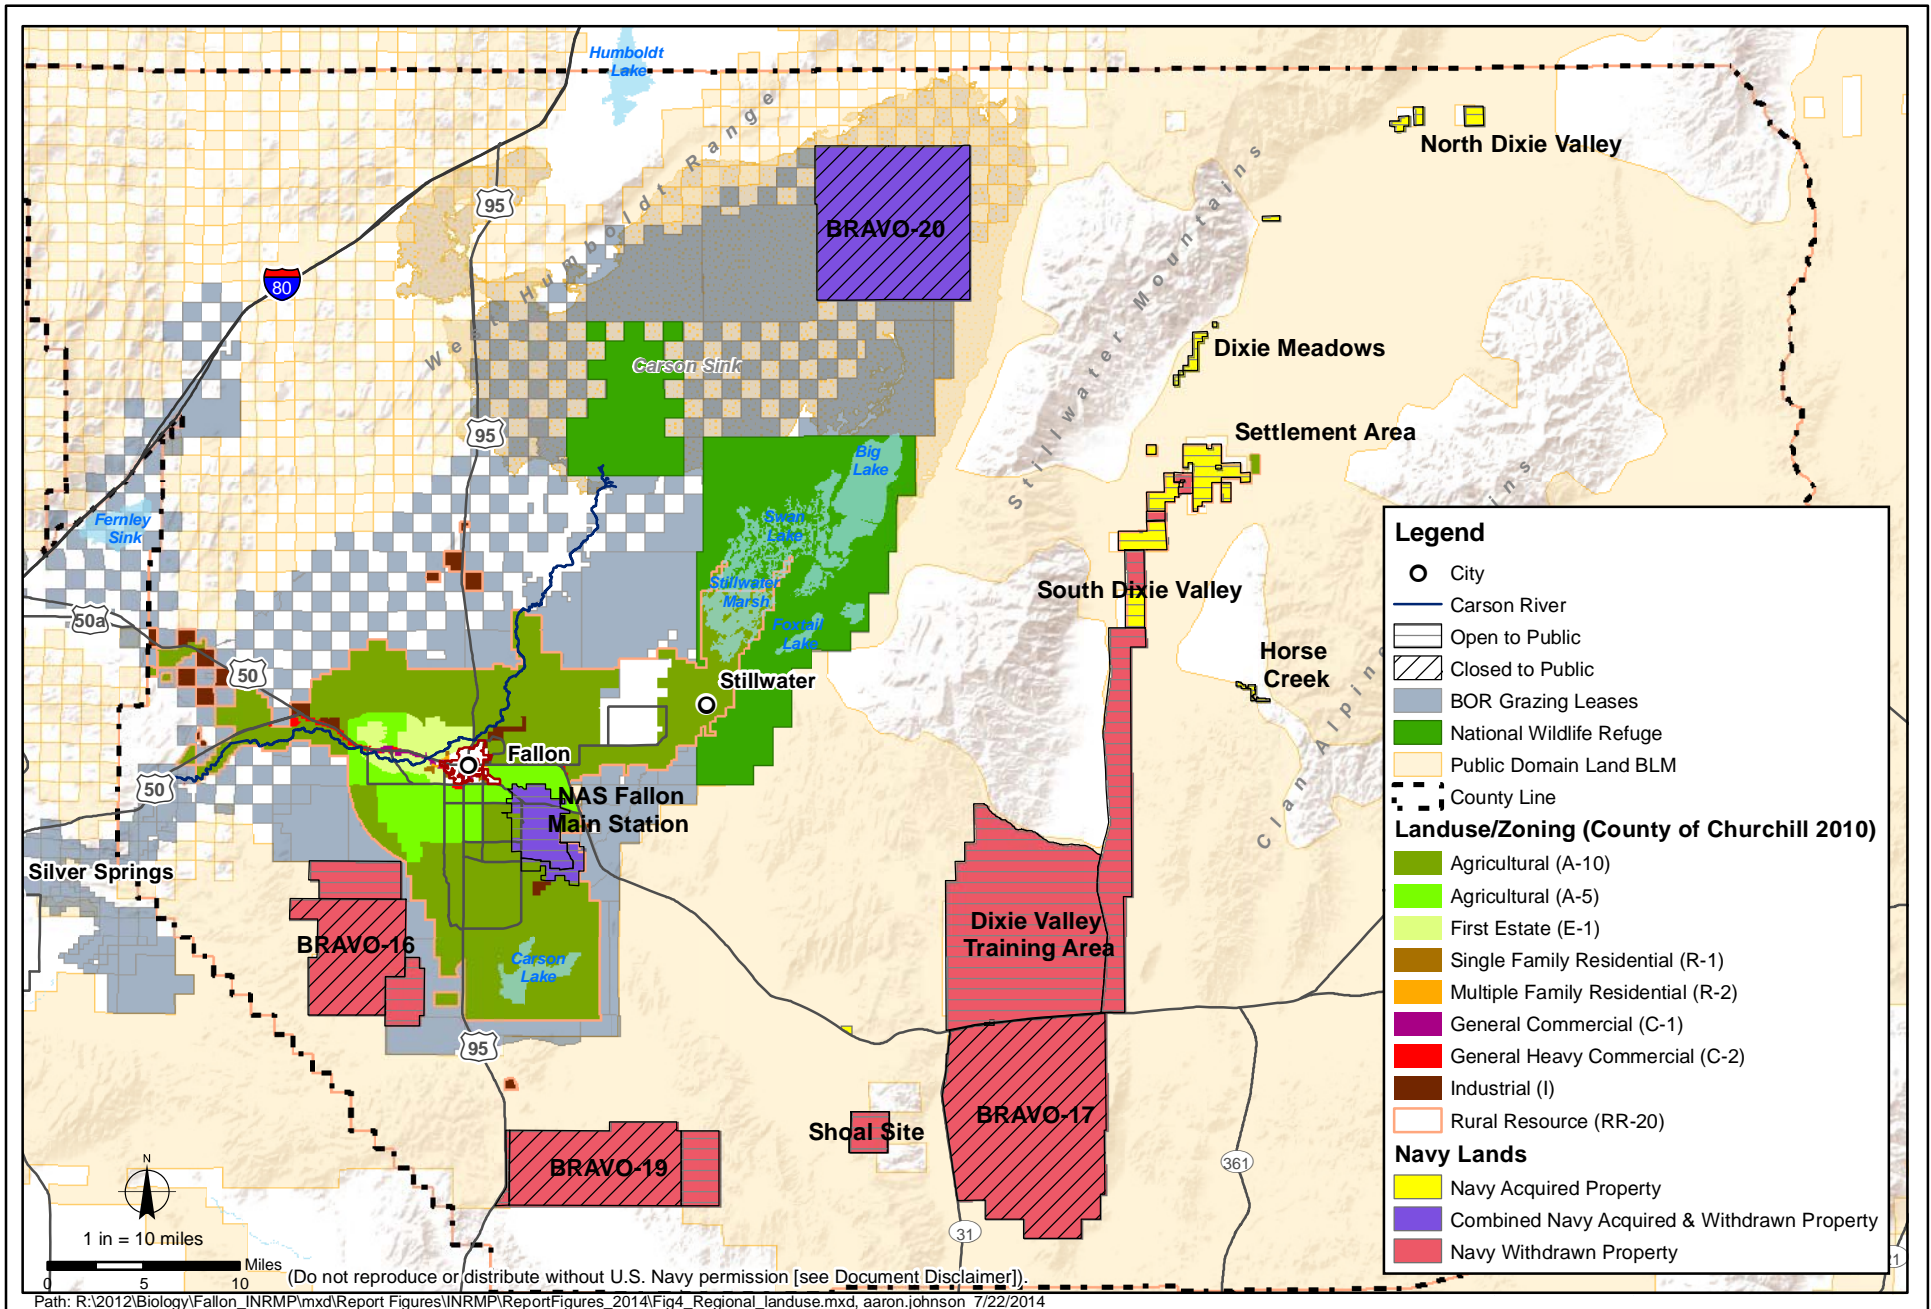 Humboldt
Lake
North Dixie Valley
95
West Humboldt Range
BRAVO-20
80
Stillwater Mountains
Dixie Meadows
Carson Sink
95
Settlement Area
Big
Lake
Swan
Lake
Fernley
Sink
Stillwater
Marsh
South Dixie Valley
Foxtail
Lake
50a
Horse
Creek
50
Stillwater
Clan Alpine
ins
Fallon
50
NAS Fallon
Main Station
Silver Springs
Dixie Valley
Training Area
BRAVO-16
Carson
Lake
95
BRAVO-17
Shoal Site
BRAVO-19
361
31
21
N
1 in = 10 miles
Miles
0 5 10
(Do not reproduce or distribute without U.S. Navy permission [see Document Disclaimer]).
Path: R:\2012\Biology\Fallon_INRMP\mxd\Report Figures\INRMP\ReportFigures_2014\Fig4_Regional_landuse.mxd, aaron.johnson 7/22/2014
Legend
City
Carson River
Open to Public
Closed to Public
BOR Grazing Leases
National Wildlife Refuge
Public Domain Land BLM
County Line
Landuse/Zoning (County of Churchill 2010)
Agricultural (A-10)
Agricultural (A-5)
First Estate (E-1)
Single Family Residential (R-1)
Multiple Family Residential (R-2)
General Commercial (C-1)
General Heavy Commercial (C-2)
Industrial (I)
Rural Resource (RR-20)
Navy Lands
Navy Acquired Property
Combined Navy Acquired & Withdrawn Property
Navy Withdrawn Property